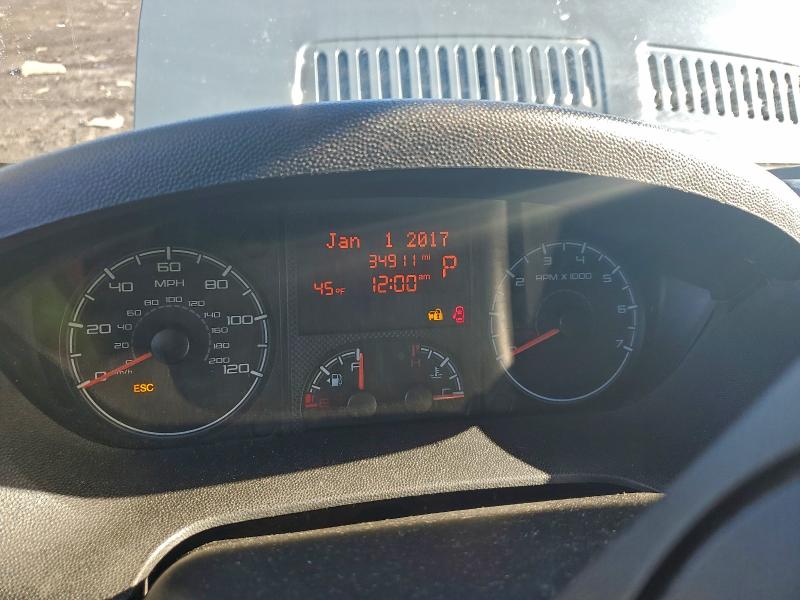 Jan 1 2017
34911 mi
P
45°F 12:00 am
60
40 MPH 80
80 100 120
60 140
20 40 160 100
20 180
0 0 km/h 200 120
ESC
F
E
H
C
3 4
2 RPM X 1000 5
6
7